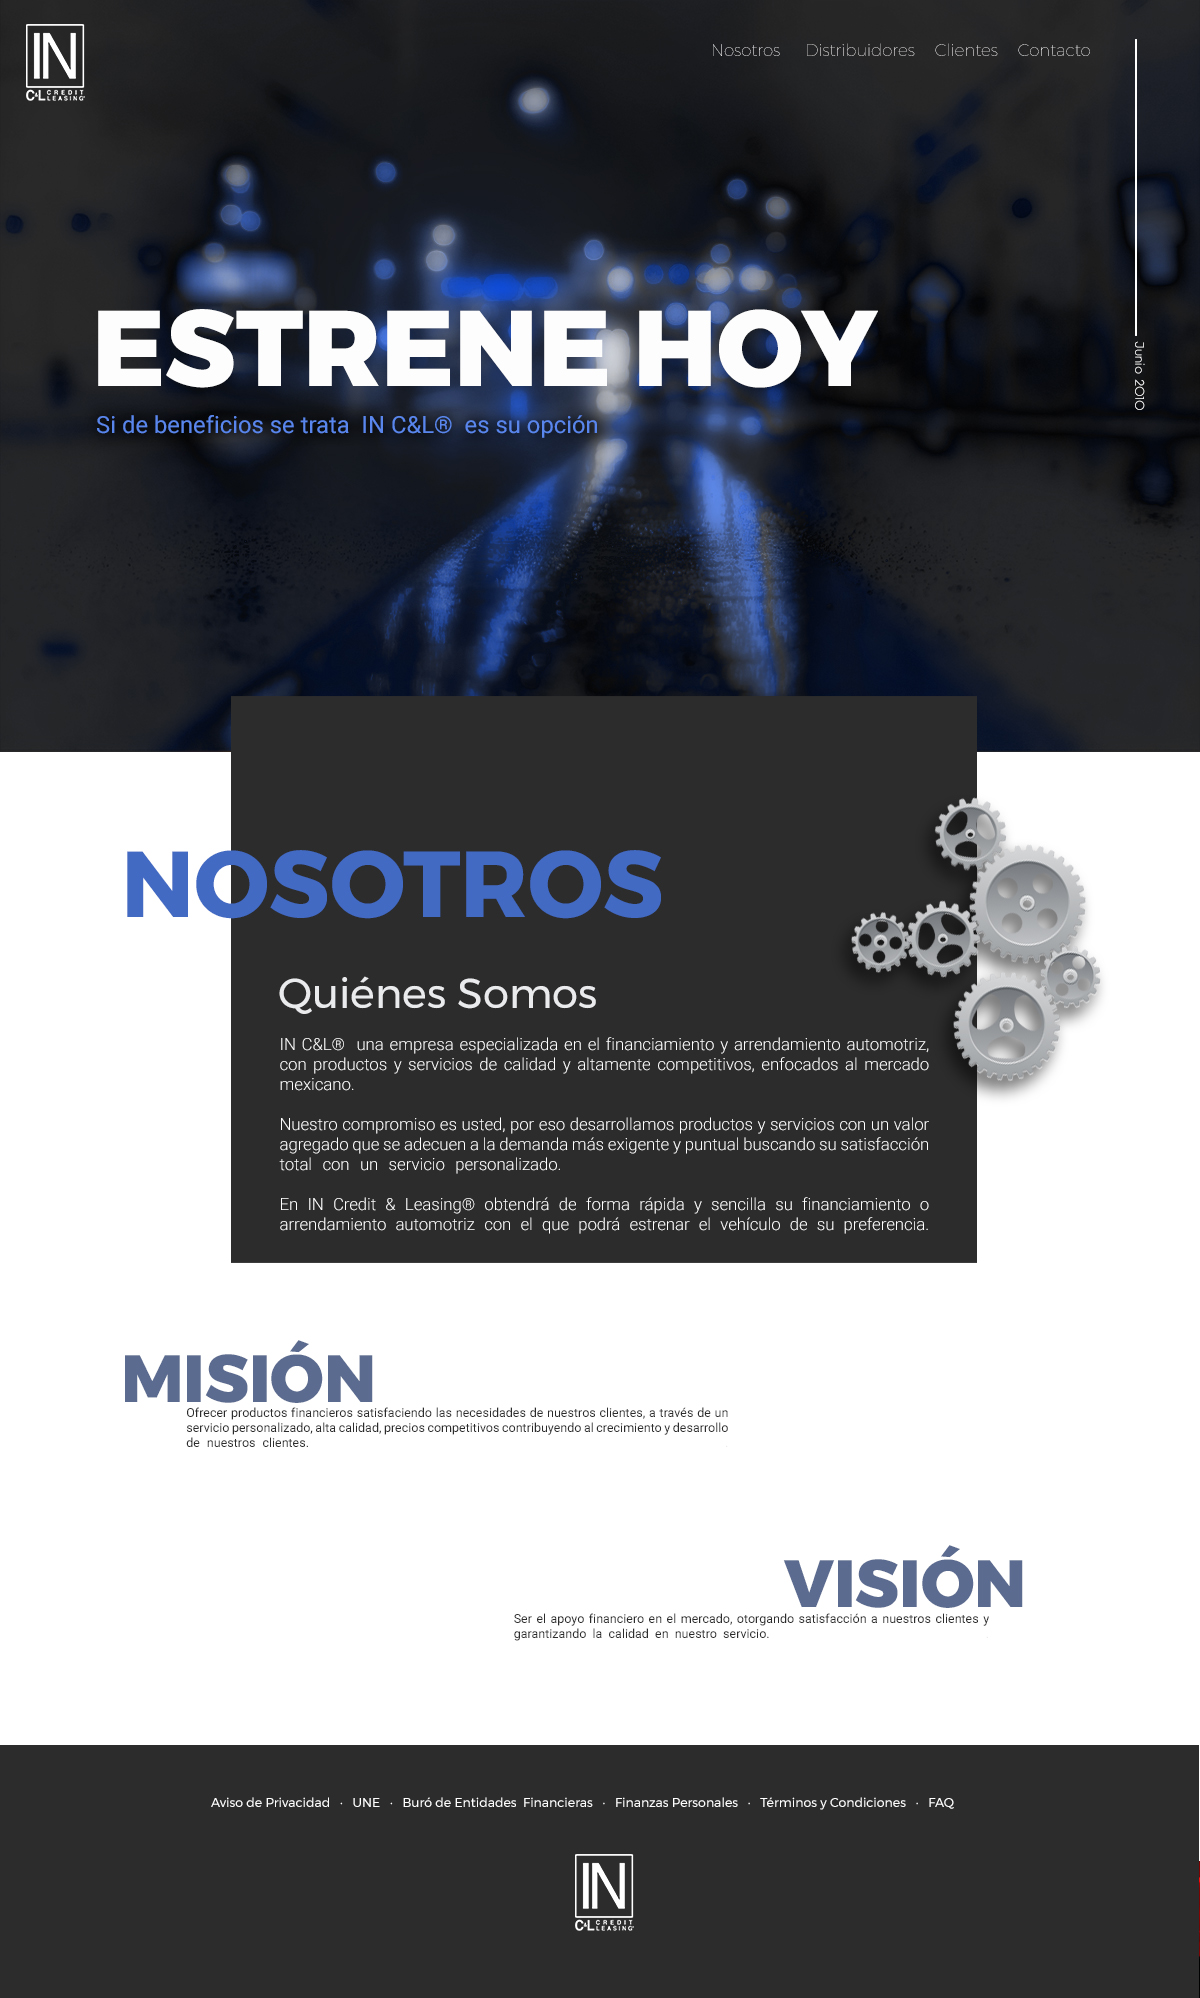 IN
C&L CREDIT
LEASING
Nosotros Distribuidores Clientes Contacto
Junio 2010
ESTRENE HOY
Si de beneficios se trata IN C&L® es su opción
NOSOTROS
Quiénes Somos
IN C&L® una empresa especializada en el financiamiento y arrendamiento automotriz,
con productos y servicios de calidad y altamente competitivos, enfocados al mercado
mexicano.
Nuestro compromiso es usted, por eso desarrollamos productos y servicios con un valor
agregado que se adecuen a la demanda más exigente y puntual buscando su satisfacción
total con un servicio personalizado.
En IN Credit & Leasing® obtendrá de forma rápida y sencilla su financiamiento o
arrendamiento automotriz con el que podrá estrenar el vehículo de su preferencia.
MISIÓN
Ofrecer productos financieros satisfaciendo las necesidades de nuestros clientes, a través de un
servicio personalizado, alta calidad, precios competitivos contribuyendo al crecimiento y desarrollo
de nuestros clientes.
VISIÓN
Ser el apoyo financiero en el mercado, otorgando satisfacción a nuestros clientes y
garantizando la calidad en nuestro servicio.
Aviso de Privacidad · UNE · Buró de Entidades Financieras · Finanzas Personales · Términos y Condiciones · FAQ
IN
C&L CREDIT
LEASING